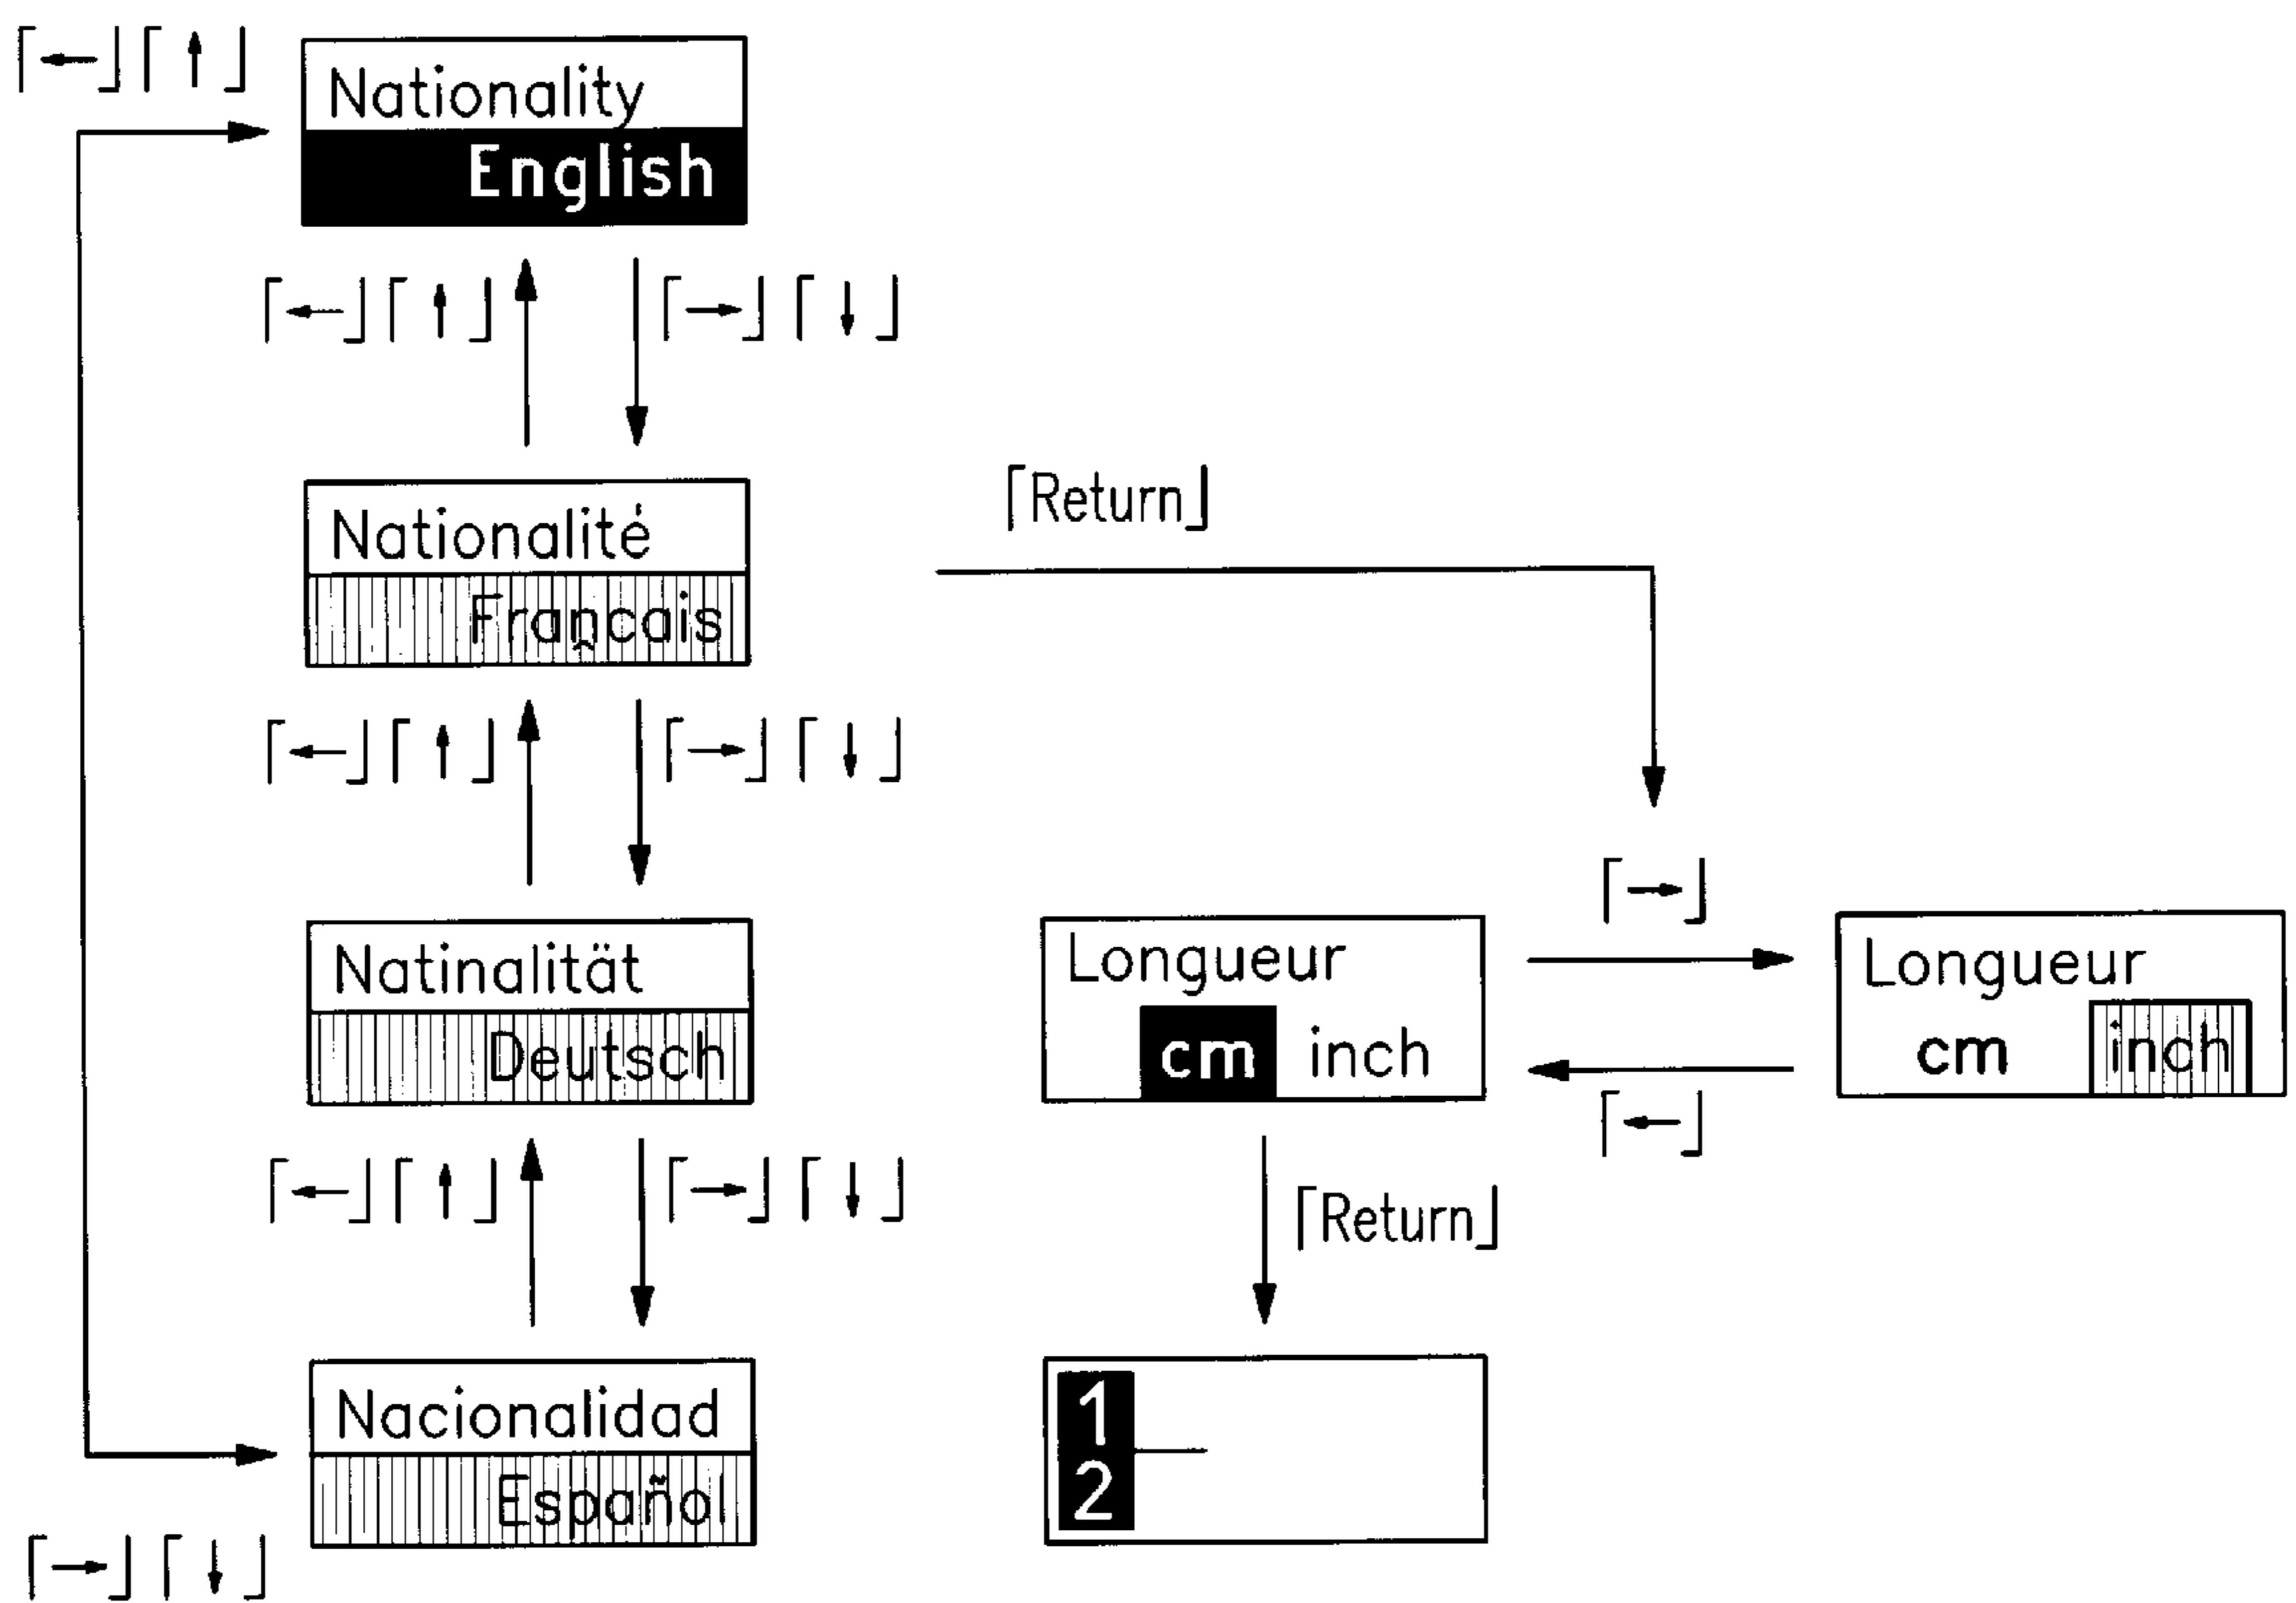 Nationality
English
Nationalité
Français
⌈Return⌋
Natinalität
Deutsch
Longueur
cm inch
Longueur
cm inch
⌈Return⌋
Nacionalidad
Español
1
2